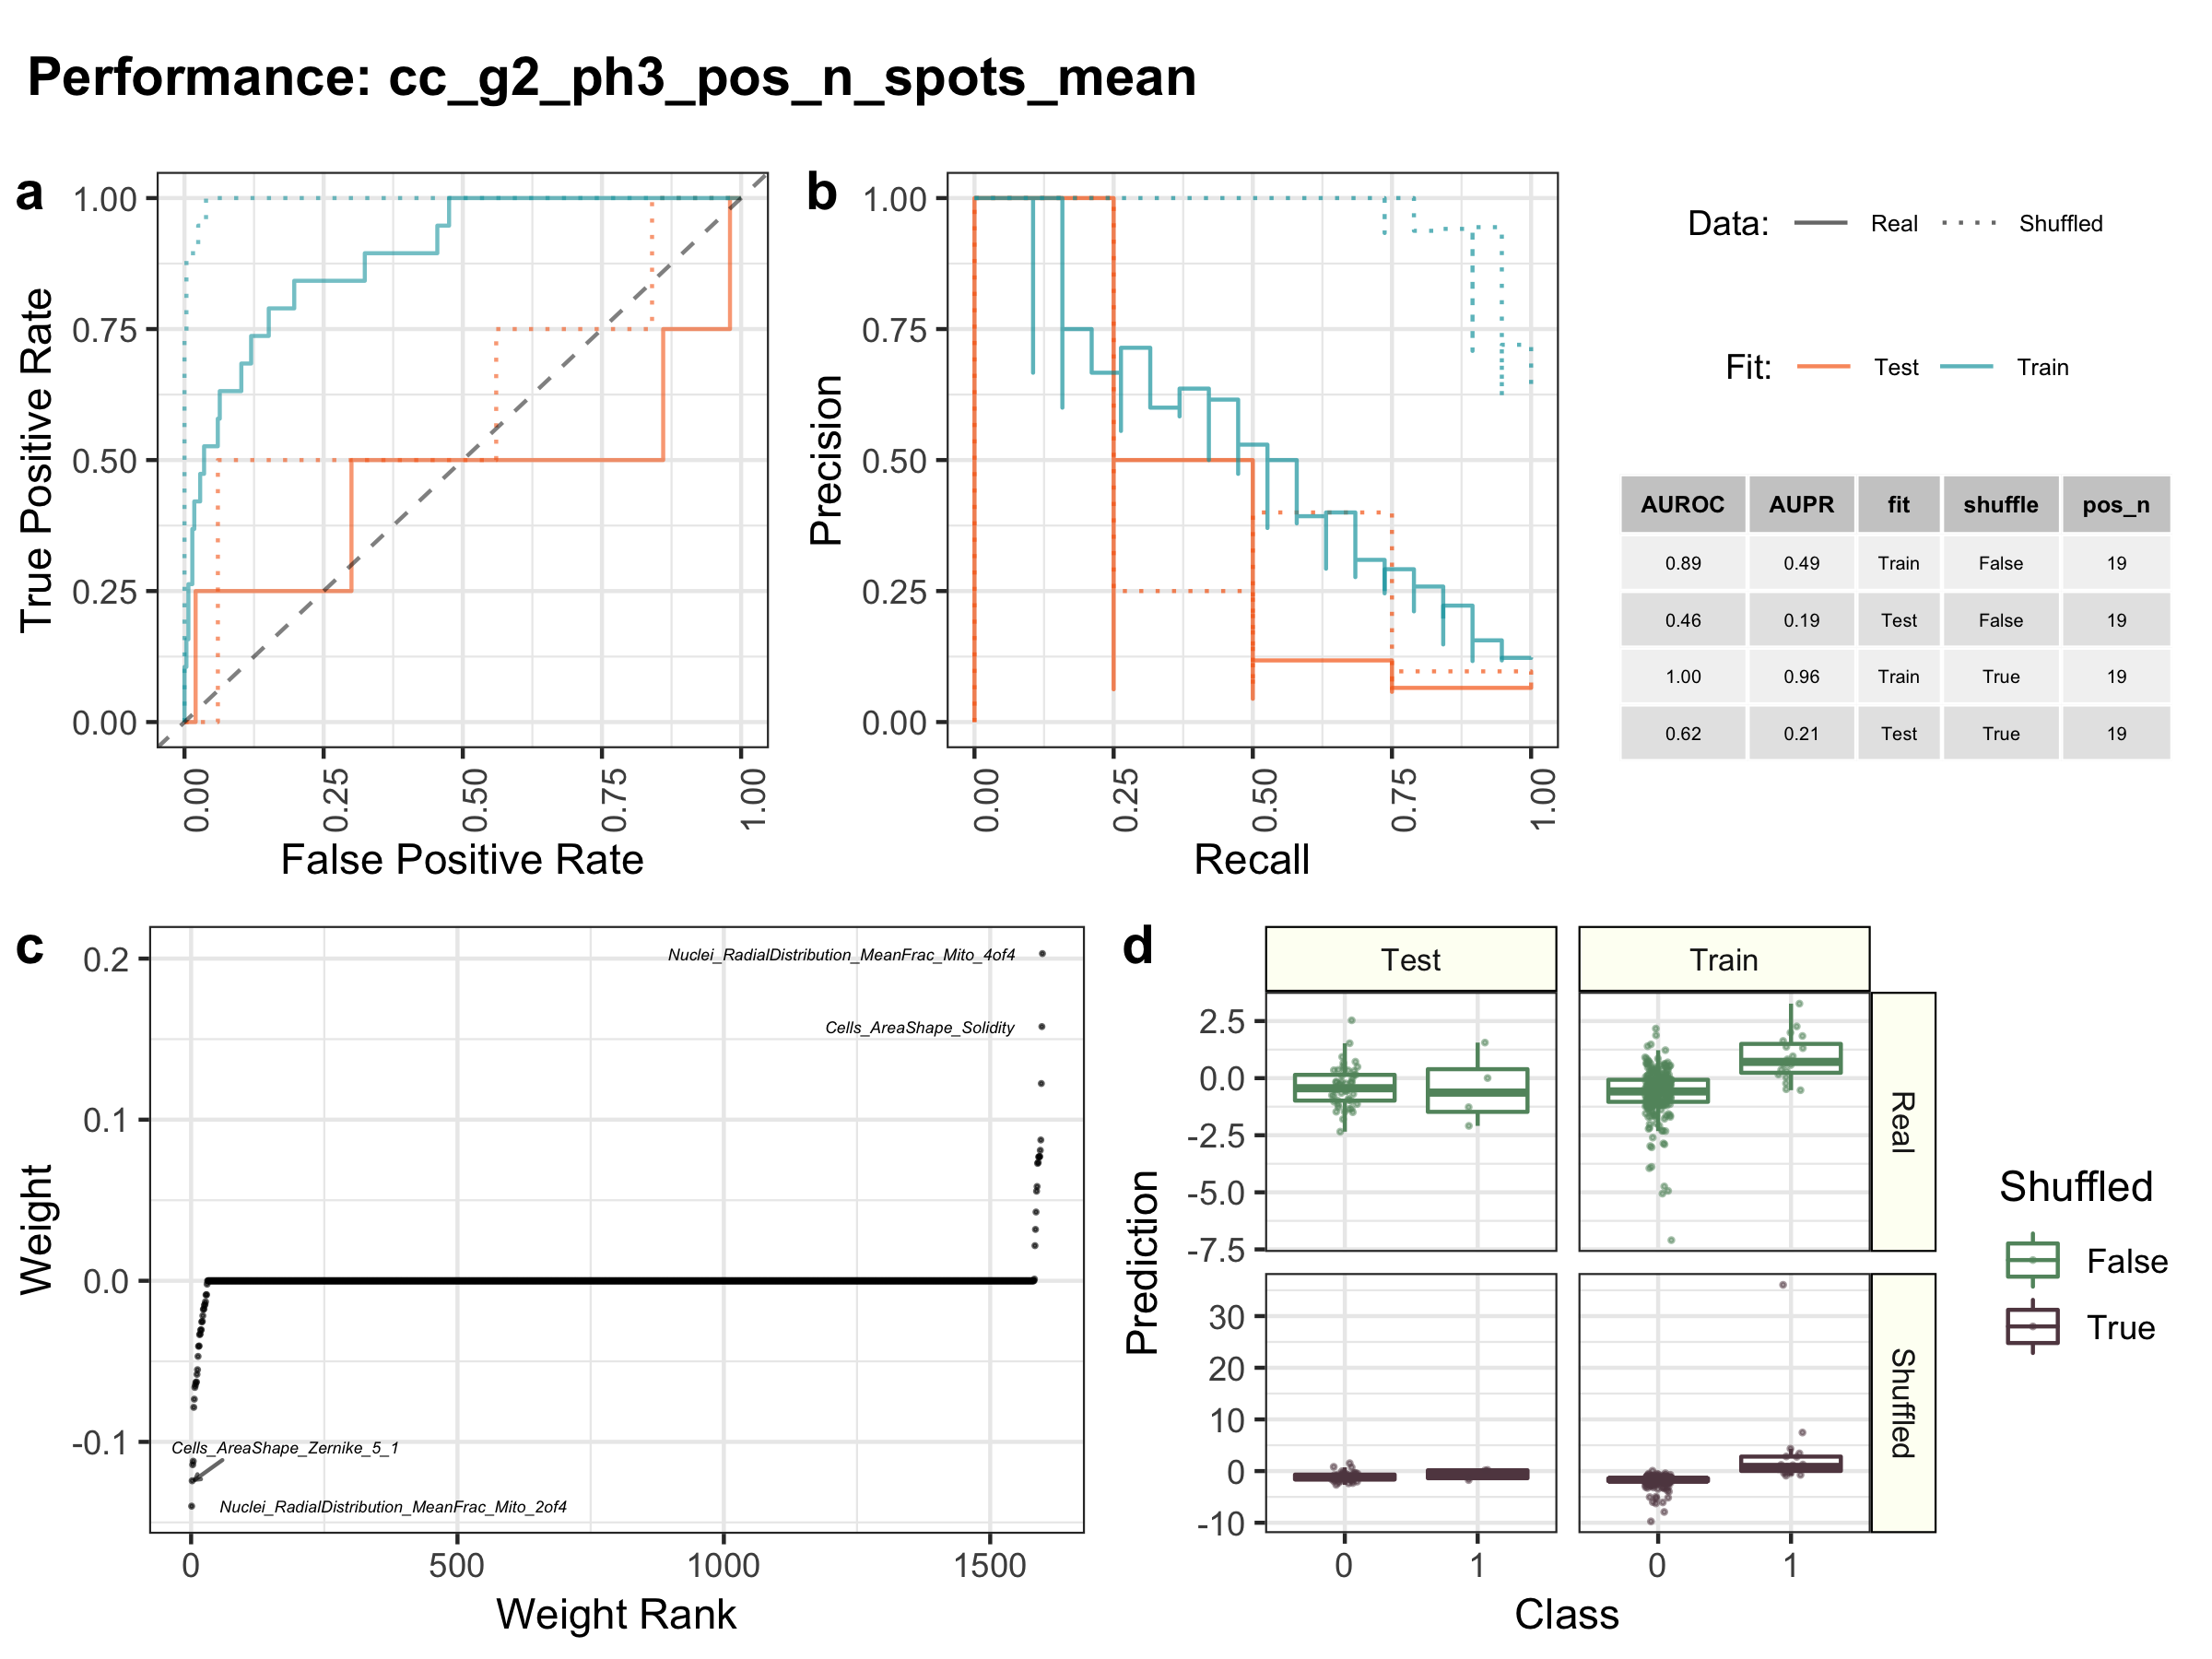 Performance: cc_g2_ph3_pos_n_spots_mean
a
1.00
0.75
0.50
0.25
0.00
True Positive Rate
0.00
0.25
0.50
0.75
1.00
False Positive Rate
b
1.00
0.75
0.50
0.25
0.00
Precision
0.00
0.25
0.50
0.75
1.00
Recall
Data: Real Shuffled
Fit: Test Train
AUROC AUPR fit shuffle pos_n
0.89 0.49 Train False 19
0.46 0.19 Test False 19
1.00 0.96 Train True 19
0.62 0.21 Test True 19
c
0.2
0.1
0.0
-0.1
Weight
Nuclei_RadialDistribution_MeanFrac_Mito_4of4
Cells_AreaShape_Solidity
Cells_AreaShape_Zernike_5_1
Nuclei_RadialDistribution_MeanFrac_Mito_2of4
0
500
1000
1500
Weight Rank
d
Test
Train
2.5
0.0
-2.5
-5.0
-7.5
Real
30
20
10
0
-10
Shuffled
Prediction
0
1
0
1
Class
Shuffled
False
True